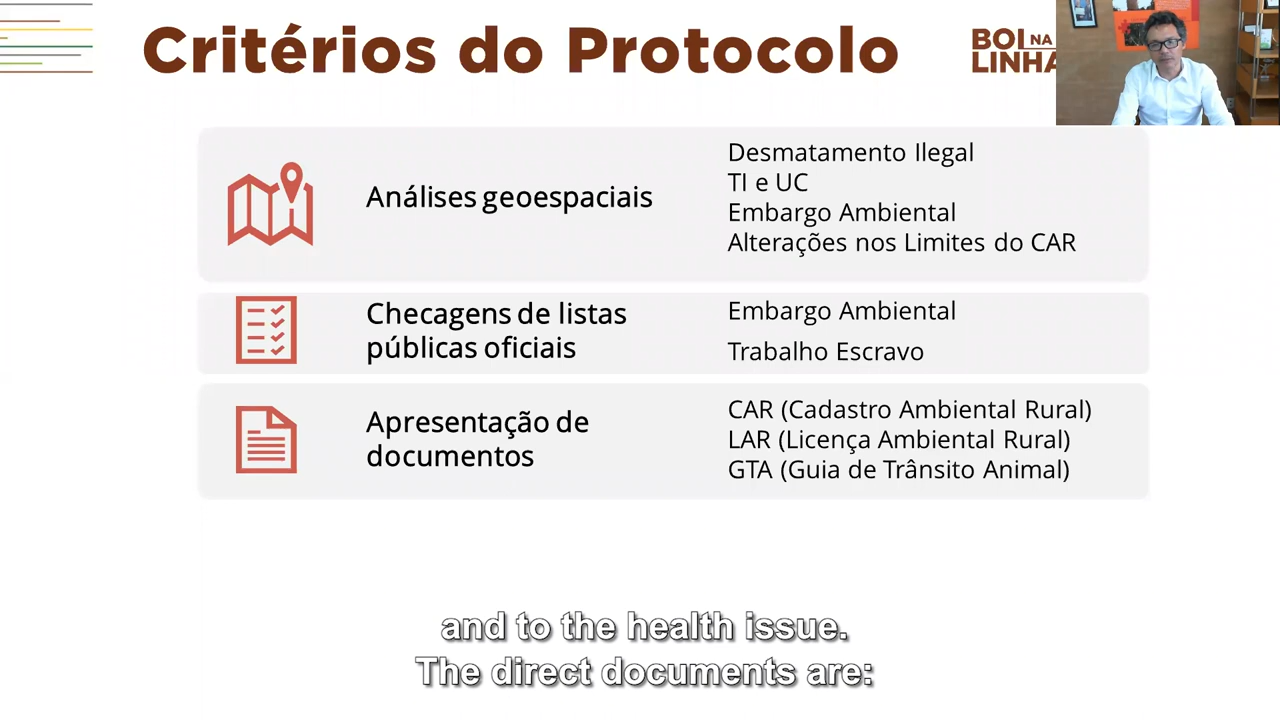 Critérios do Protocolo
BOI NA
LINHA
Análises geoespaciais
Desmatamento Ilegal
TI e UC
Embargo Ambiental
Alterações nos Limites do CAR
Checagens de listas
públicas oficiais
Embargo Ambiental
Trabalho Escravo
Apresentação de
documentos
CAR (Cadastro Ambiental Rural)
LAR (Licença Ambiental Rural)
GTA (Guia de Trânsito Animal)
and to the health issue.
The direct documents are: